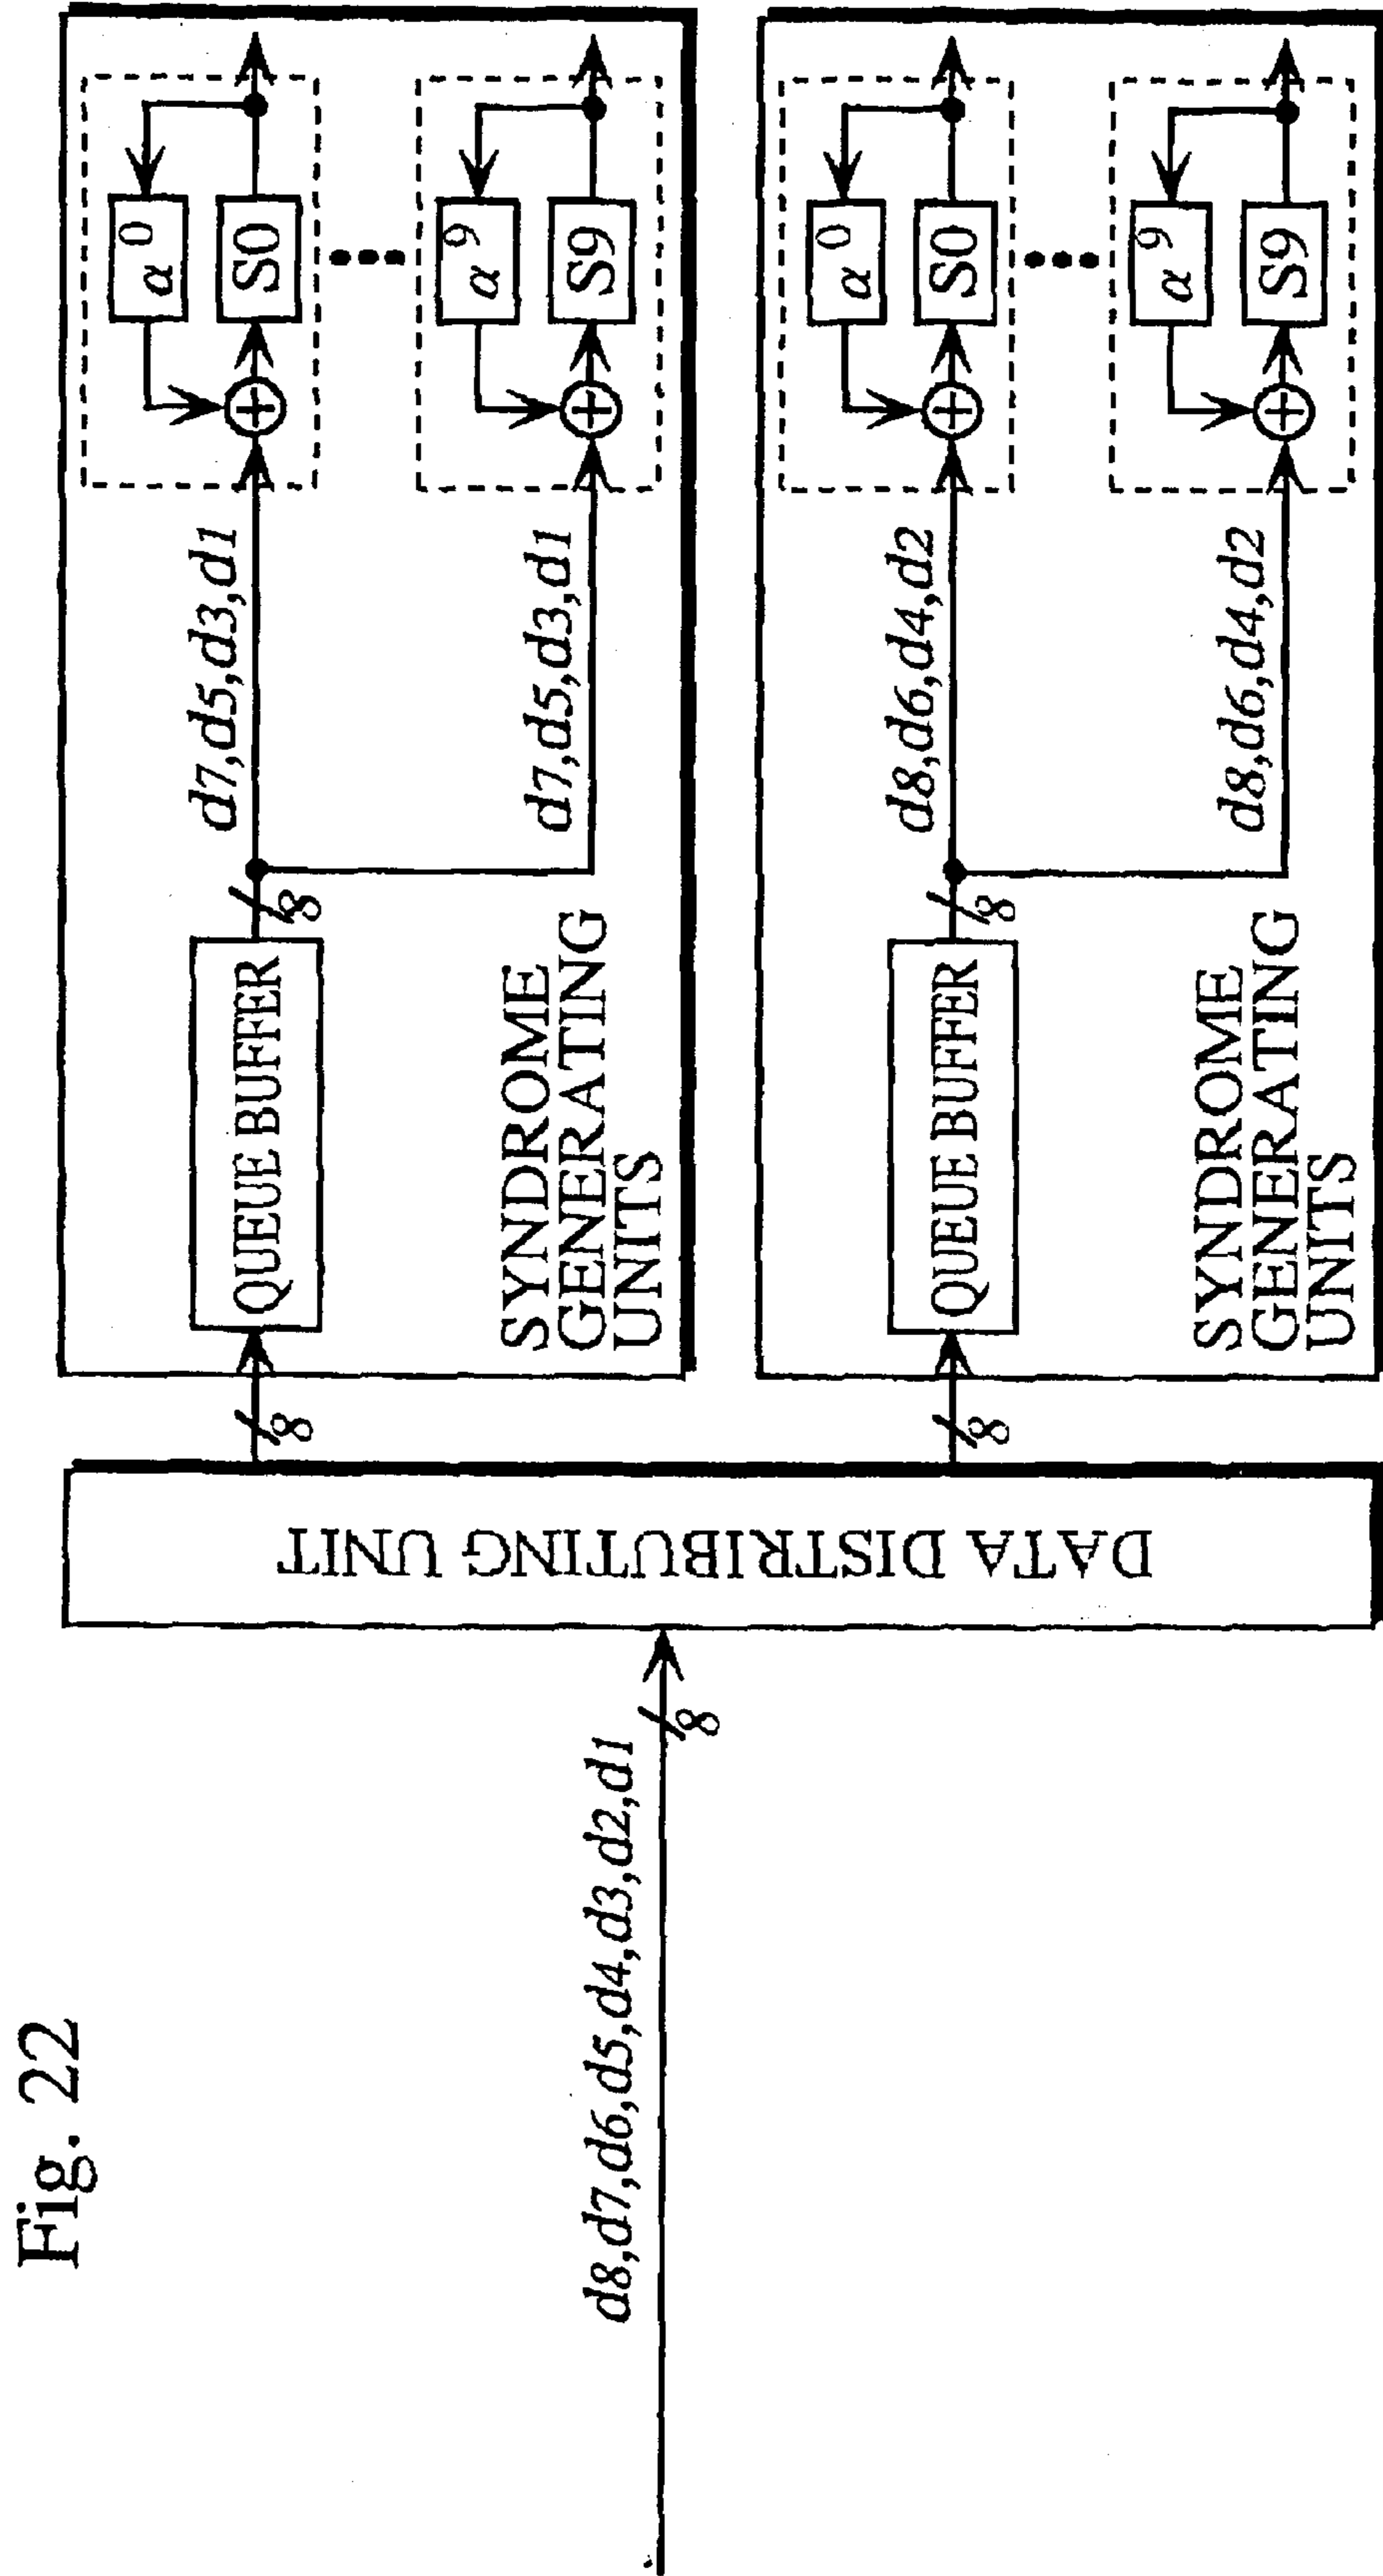 Fig. 22
d8,d7,d6,d5,d4,d3,d2,d1
8
DATA DISTRIBUTING UNIT
8
QUEUE BUFFER
8
d7,d5,d3,d1
α0
S0
d7,d5,d3,d1
α9
S9
SYNDROME
GENERATING
UNITS
8
QUEUE BUFFER
8
d8,d6,d4,d2
α0
S0
d8,d6,d4,d2
α9
S9
SYNDROME
GENERATING
UNITS